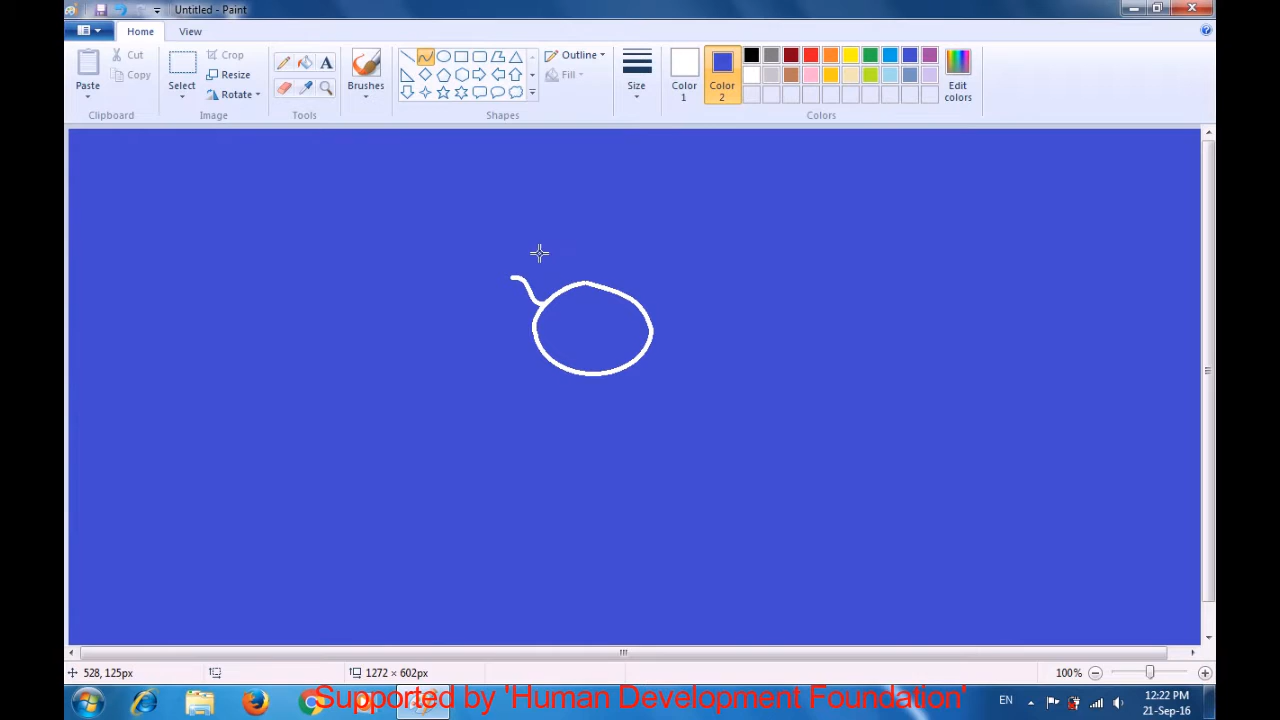 Untitled - Paint
Home
View
Paste
Cut
Copy
Clipboard
Select
Crop
Resize
Rotate
Image
Tools
Brushes
Shapes
Outline
Fill
Size
Color 1
Color 2
Colors
Edit colors
528, 125px
1272 × 602px
100%
Supported by 'Human Development Foundation'
EN
12:22 PM
21-Sep-16